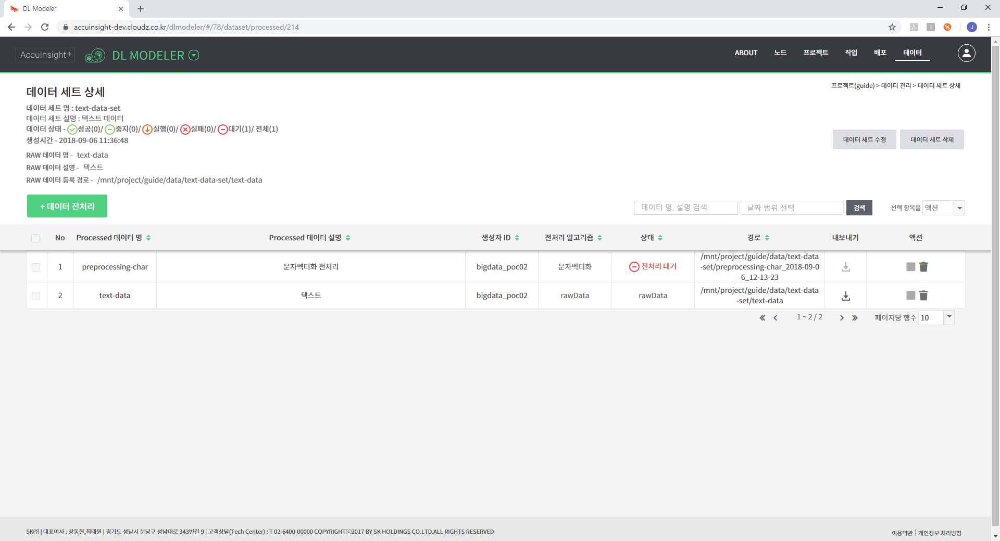 DL Modeler
accuinsight-dev.cloudz.co.kr/dlmodeler/#/78/dataset/processed/214
J
AccuInsight+
DL MODELER
ABOUT 노드 프로젝트 작업 배포 데이터
프로젝트(guide) > 데이터 관리 > 데이터 세트 상세
데이터 세트 상세
데이터 세트 명 : text-data-set
데이터 세트 설명 : 텍스트 데이터
데이터 상태 - 성공(0)/ 중지(0)/ 실행(0)/ 실패(0)/ 대기(1)/ 전체(1)
생성시간 - 2018-09-06 11:36:48
데이터 세트 수정 데이터 세트 삭제
RAW 데이터 명 - text-data
RAW 데이터 설명 - 텍스트
RAW 데이터 등록 경로 - /mnt/project/guide/data/text-data-set/text-data
+ 데이터 전처리
데이터 명, 설명 검색 날짜 범위 선택 검색 선택 항목을 액션
No Processed 데이터 명 Processed 데이터 설명 생성자 ID 전처리 알고리즘 상태 경로 내보내기 액션
1 preprocessing-char 문자벡터화 전처리 bigdata_poc02 문자벡터화 전처리 대기 /mnt/project/guide/data/text-data
-set/preprocessing-char_2018-09-0
6_12-13-23
2 text-data 텍스트 bigdata_poc02 rawData rawData /mnt/project/guide/data/text-data
-set/text-data
1 ~ 2 / 2 페이지당 행수 10
SK㈜ | 대표이사 : 장동현,최태원 | 경기도 성남시 분당구 성남대로 343번길 9 | 고객상담(Tech Center) : T 02-6400-00000 COPYRIGHTⓒ2017 BY SK HOLDINGS CO.LTD.ALL RIGHTS RESERVED
이용약관 | 개인정보 처리방침